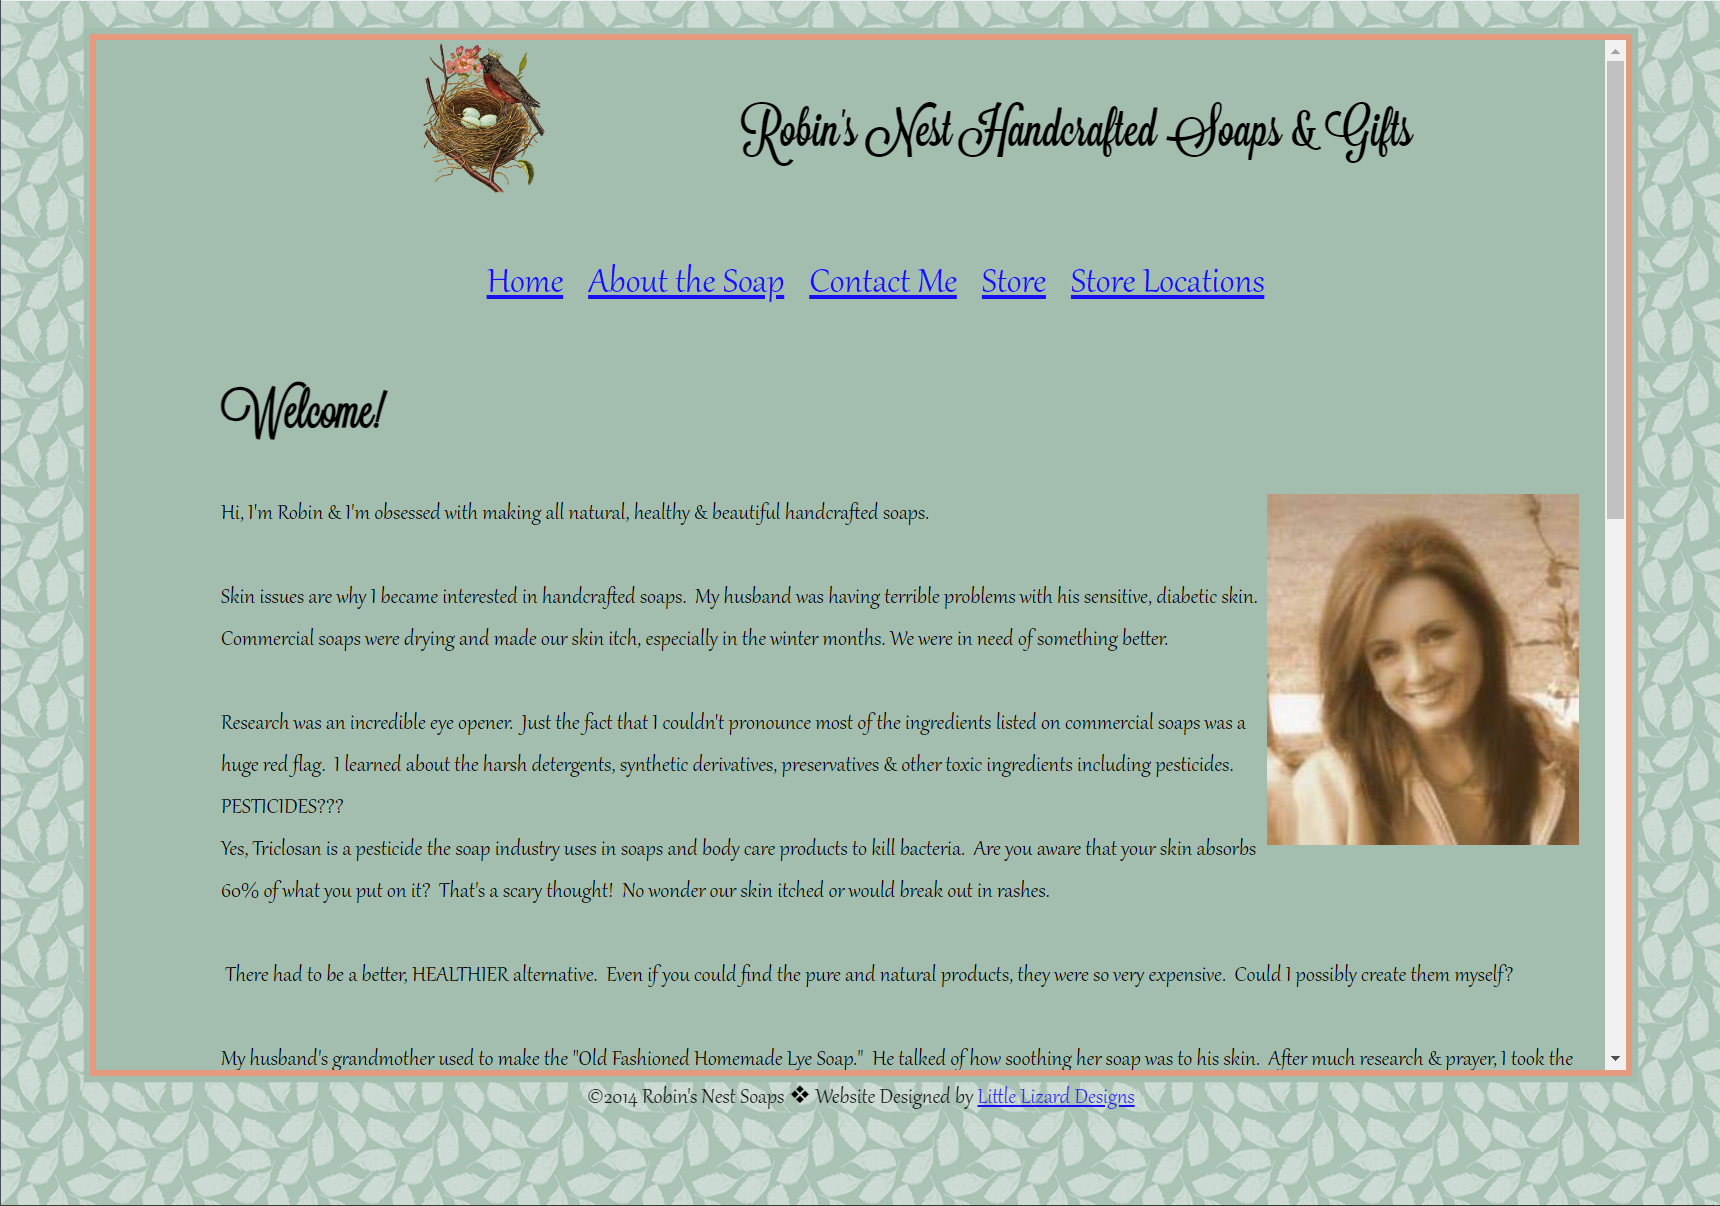 Robin's Nest Handcrafted Soaps & Gifts
Home About the Soap Contact Me Store Store Locations
Welcome!
Hi, I'm Robin & I'm obsessed with making all natural, healthy & beautiful handcrafted soaps.
Skin issues are why I became interested in handcrafted soaps.  My husband was having terrible problems with his sensitive, diabetic skin.
Commercial soaps were drying and made our skin itch, especially in the winter months. We were in need of something better.
Research was an incredible eye opener.  Just the fact that I couldn't pronounce most of the ingredients listed on commercial soaps was a
huge red flag.  I learned about the harsh detergents, synthetic derivatives, preservatives & other toxic ingredients including pesticides.
PESTICIDES???
Yes, Triclosan is a pesticide the soap industry uses in soaps and body care products to kill bacteria.  Are you aware that your skin absorbs
60% of what you put on it?  That's a scary thought!  No wonder our skin itched or would break out in rashes.
There had to be a better, HEALTHIER alternative.  Even if you could find the pure and natural products, they were so very expensive.  Could I possibly create them myself?
My husband's grandmother used to make the "Old Fashioned Homemade Lye Soap."  He talked of how soothing her soap was to his skin.  After much research & prayer, I took the
©2014 Robin's Nest Soaps ❖ Website Designed by Little Lizard Designs